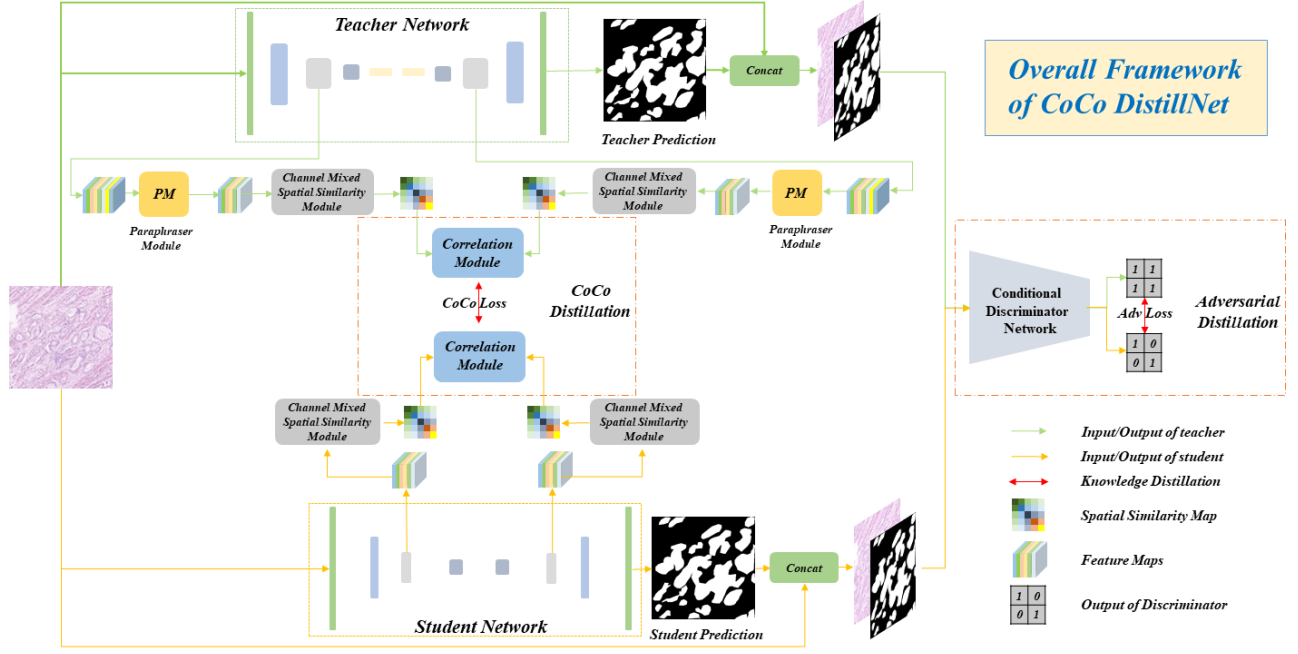 Teacher Network
Overall Framework
of CoCo DistillNet
Concat
Teacher Prediction
PM
Paraphraser
Module
Channel Mixed
Spatial Similarity
Module
Channel Mixed
Spatial Similarity
Module
PM
Paraphraser
Module
Correlation
Module
CoCo Loss
CoCo
Distillation
Correlation
Module
Conditional
Discriminator
Network
1 1
1 1
Adv Loss
1 0
0 1
Adversarial
Distillation
Channel Mixed
Spatial Similarity
Module
Channel Mixed
Spatial Similarity
Module
Input/Output of teacher
Input/Output of student
Knowledge Distillation
Spatial Similarity Map
Feature Maps
1 0
0 1
Output of Discriminator
Concat
Student Network
Student Prediction